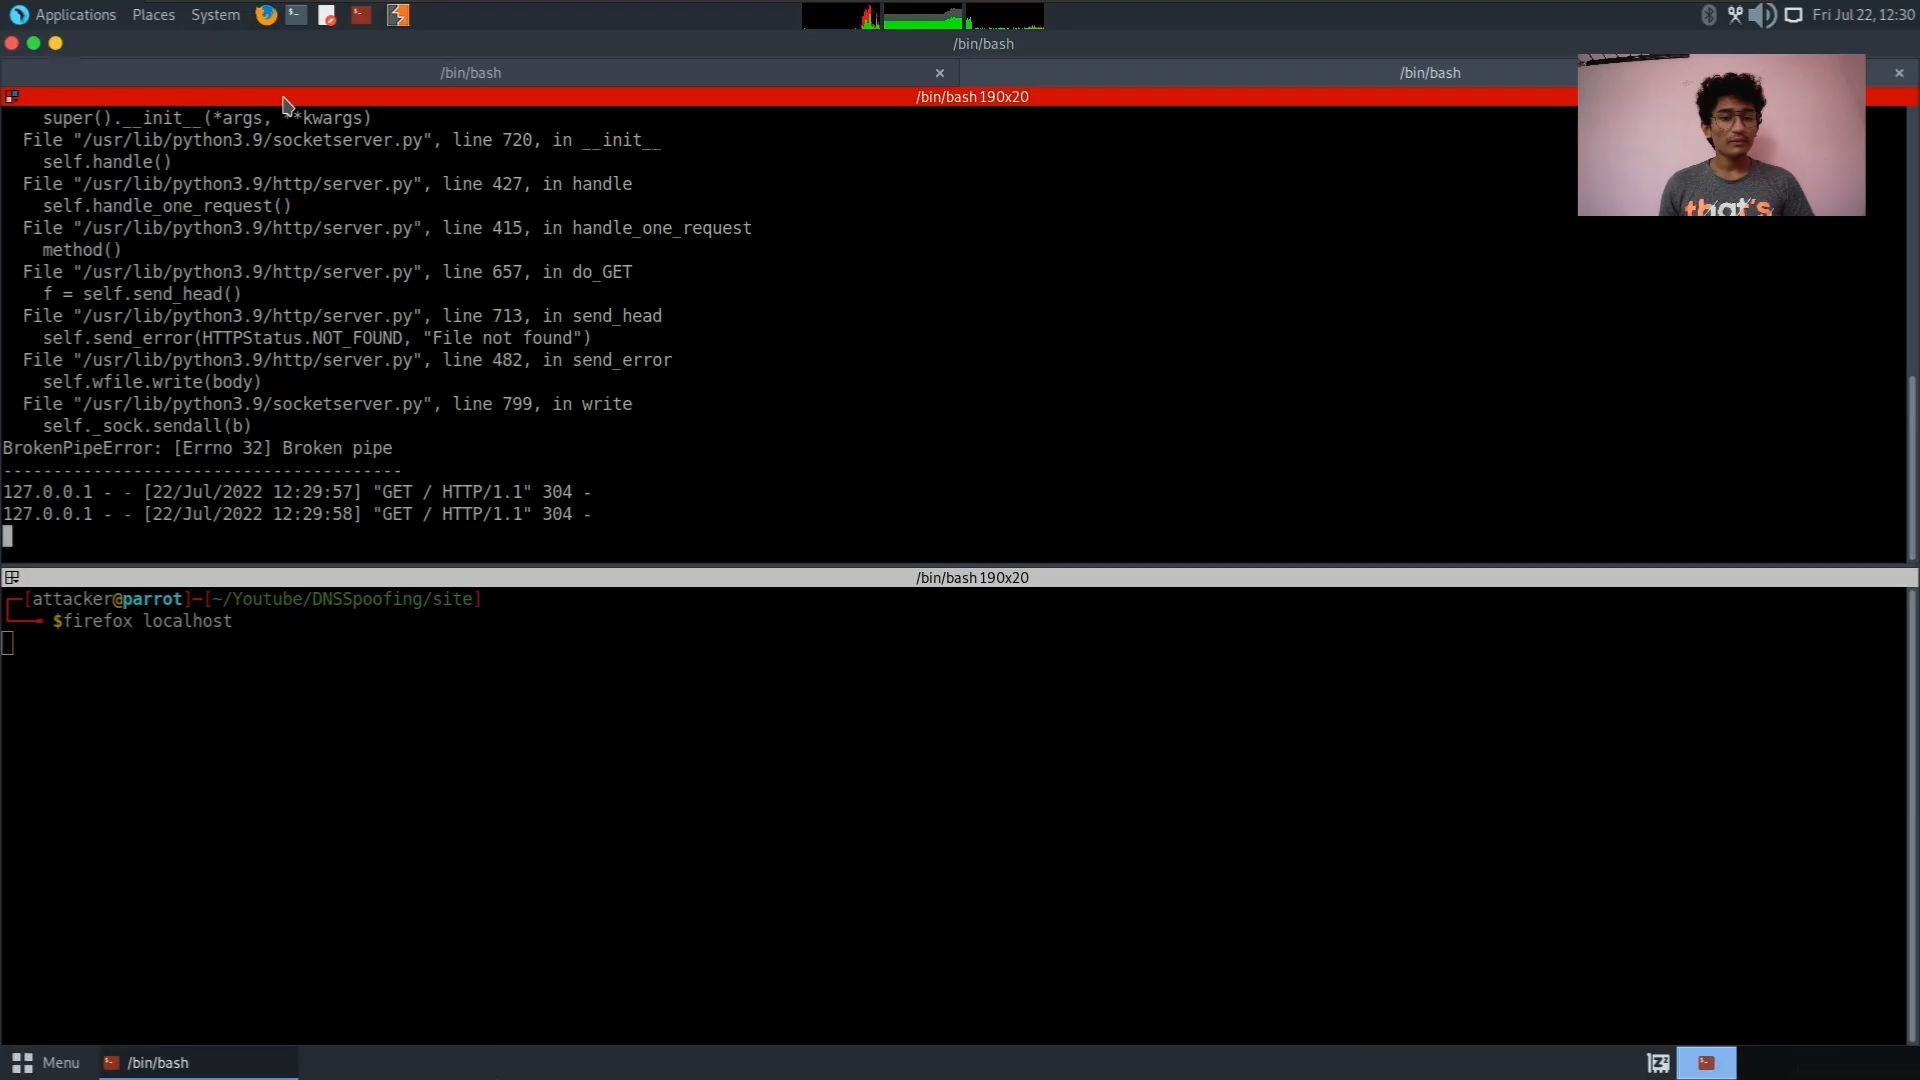 Applications Places System
Fri Jul 22, 12:30
/bin/bash
/bin/bash × /bin/bash ×
/bin/bash 190x20
super().__init__(*args, **kwargs)
File "/usr/lib/python3.9/socketserver.py", line 720, in __init__
self.handle()
File "/usr/lib/python3.9/http/server.py", line 427, in handle
self.handle_one_request()
File "/usr/lib/python3.9/http/server.py", line 415, in handle_one_request
method()
File "/usr/lib/python3.9/http/server.py", line 657, in do_GET
f = self.send_head()
File "/usr/lib/python3.9/http/server.py", line 713, in send_head
self.send_error(HTTPStatus.NOT_FOUND, "File not found")
File "/usr/lib/python3.9/http/server.py", line 482, in send_error
self.wfile.write(body)
File "/usr/lib/python3.9/socketserver.py", line 799, in write
self._sock.sendall(b)
BrokenPipeError: [Errno 32] Broken pipe
----------------------------------------
127.0.0.1 - - [22/Jul/2022 12:29:57] "GET / HTTP/1.1" 304 -
127.0.0.1 - - [22/Jul/2022 12:29:58] "GET / HTTP/1.1" 304 -
that's
/bin/bash 190x20
[attacker@parrot]─[~/Youtube/DNSSpoofing/site]
$firefox localhost
Menu /bin/bash